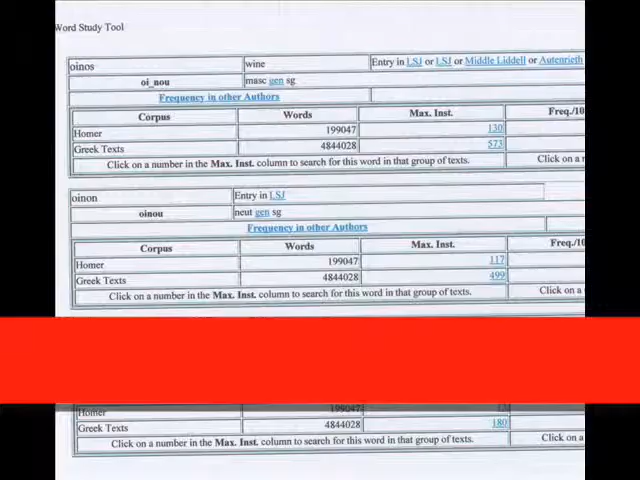 Word Study Tool
oinos wine Entry in LSJ or LSJ or Middle Liddell or Autenrieth
oi_nou masc gen sg
Frequency in other Authors
Corpus Words Max. Inst. Freq./10
Homer 199047 130
Greek Texts 4844028 573
Click on a number in the Max. Inst. column to search for this word in that group of texts. Click on a
oinon Entry in LSJ
oinou neut gen sg
Frequency in other Authors
Corpus Words Max. Inst. Freq./10
Homer 199047 117
Greek Texts 4844028 499
Click on a number in the Max. Inst. column to search for this word in that group of texts. Click on a
Homer 199047
Greek Texts 4844028 180
Click on a number in the Max. Inst. column to search for this word in that group of texts. Click on a